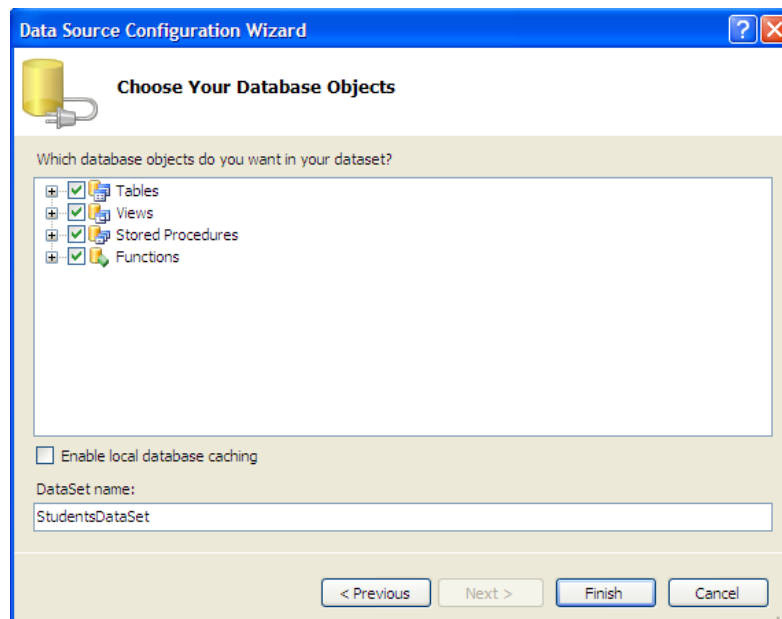 Data Source Configuration Wizard
Choose Your Database Objects
Which database objects do you want in your dataset?
Tables
Views
Stored Procedures
Functions
Enable local database caching
DataSet name:
StudentsDataSet
< Previous Next > Finish Cancel